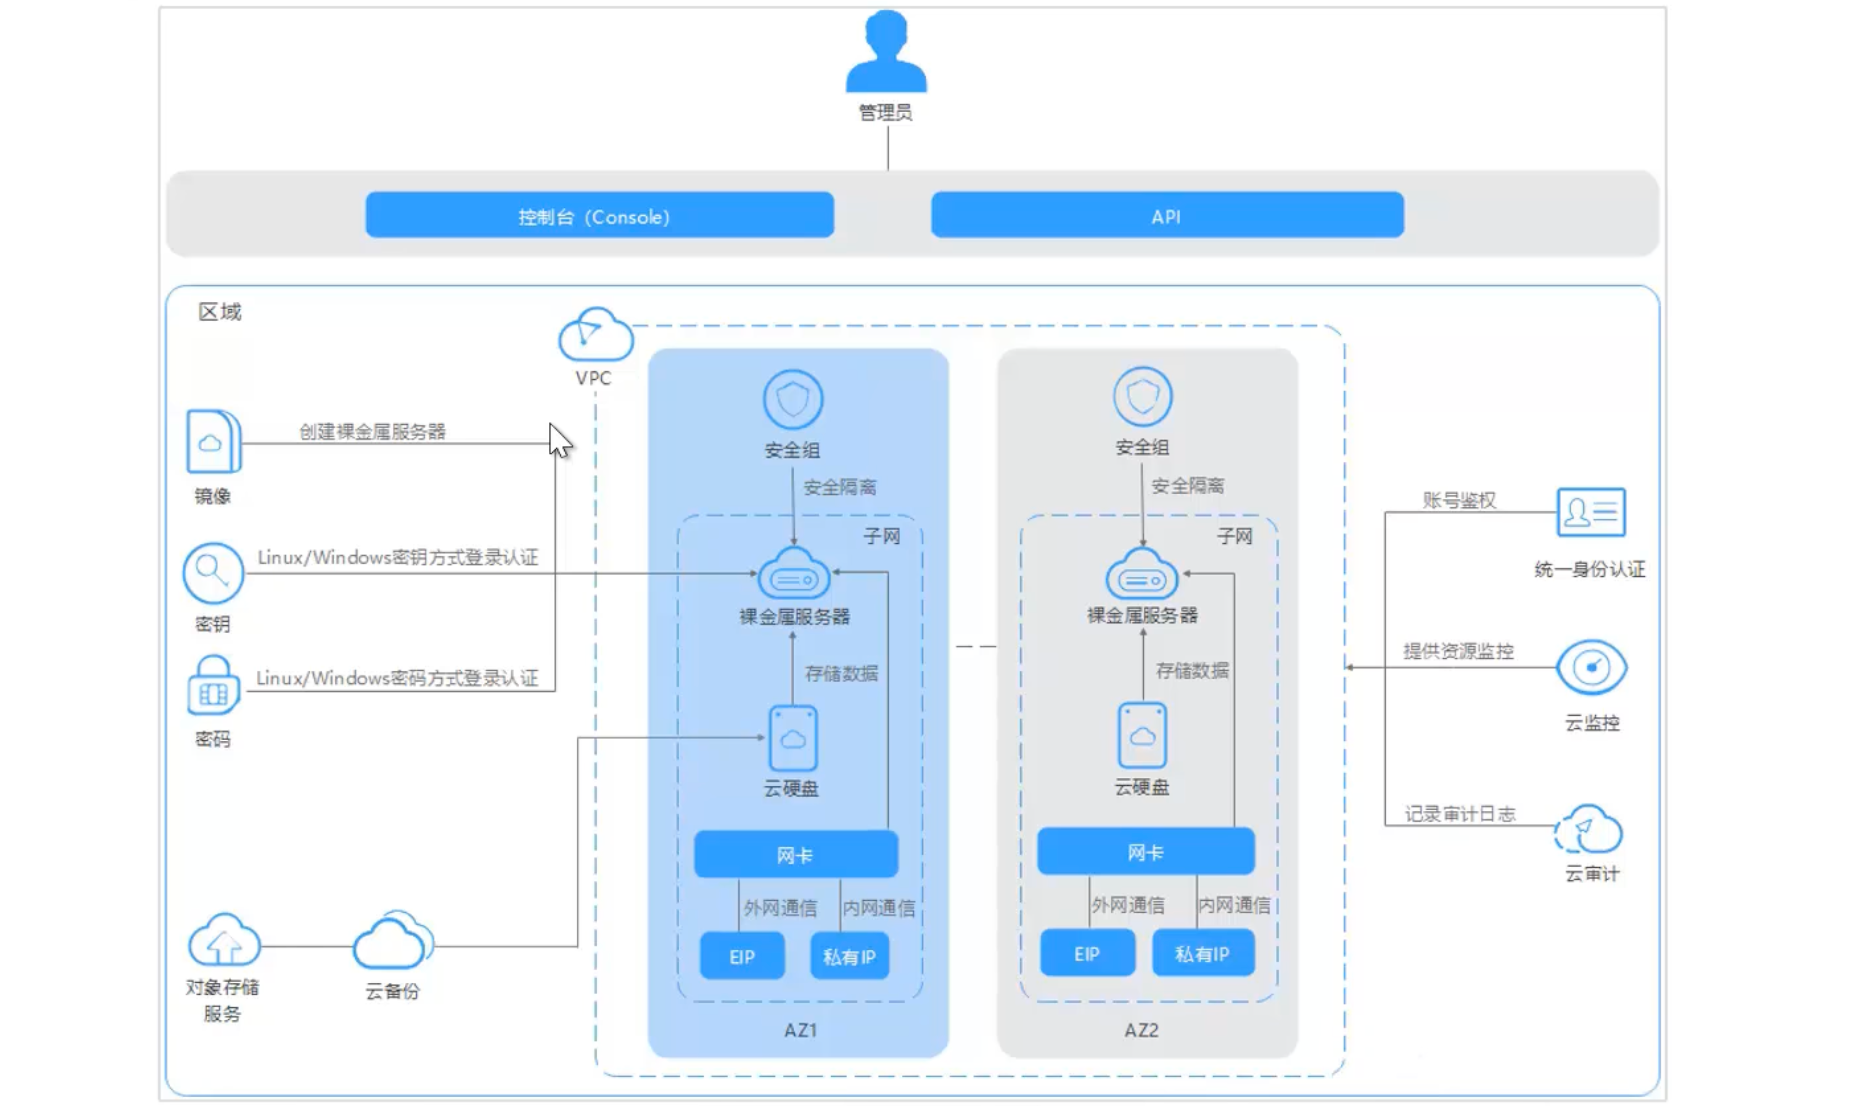 管理员
控制台（Console）
API
区域
VPC
创建裸金属服务器
镜像
Linux/Windows密钥方式登录认证
密钥
Linux/Windows密码方式登录认证
密码
对象存储
服务
云备份
安全组
安全隔离
子网
裸金属服务器
存储数据
云硬盘
网卡
外网通信
内网通信
EIP
私有IP
AZ1
安全组
安全隔离
子网
裸金属服务器
存储数据
云硬盘
网卡
外网通信
内网通信
EIP
私有IP
AZ2
账号鉴权
统一身份认证
提供资源监控
云监控
记录审计日志
云审计